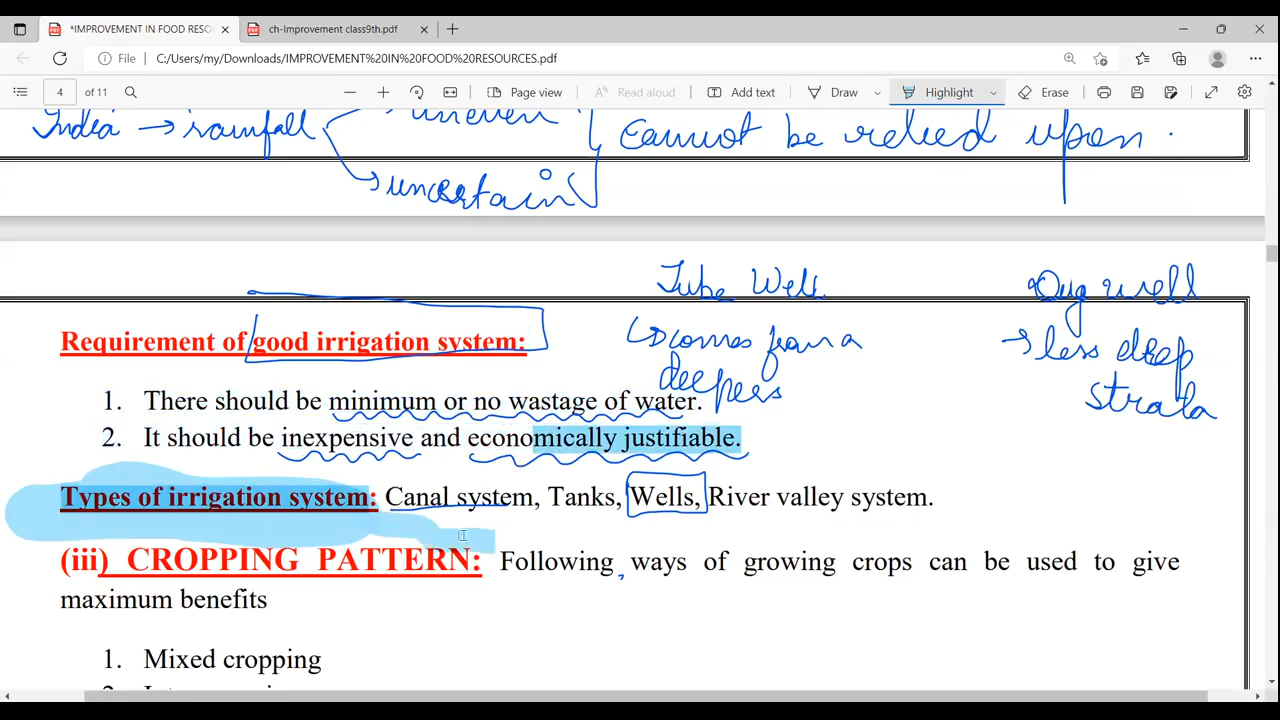 *IMPROVEMENT IN FOOD RESO
ch-Improvement class9th.pdf
File
C:/Users/my/Downloads/IMPROVEMENT%20IN%20FOOD%20RESOURCES.pdf
4 of 11
Page view
Read aloud
Add text
Draw
Highlight
Erase
India → rainfall
uneven
uncertain
cannot be relied upon.
Tube Well
↳ comes from a
deepers
Dug well
→ less deep
strata
Requirement of good irrigation system:
1. There should be minimum or no wastage of water.
2. It should be inexpensive and economically justifiable.
Types of irrigation system: Canal system, Tanks, Wells, River valley system.
(iii) CROPPING PATTERN: Following ways of growing crops can be used to give
maximum benefits
1. Mixed cropping